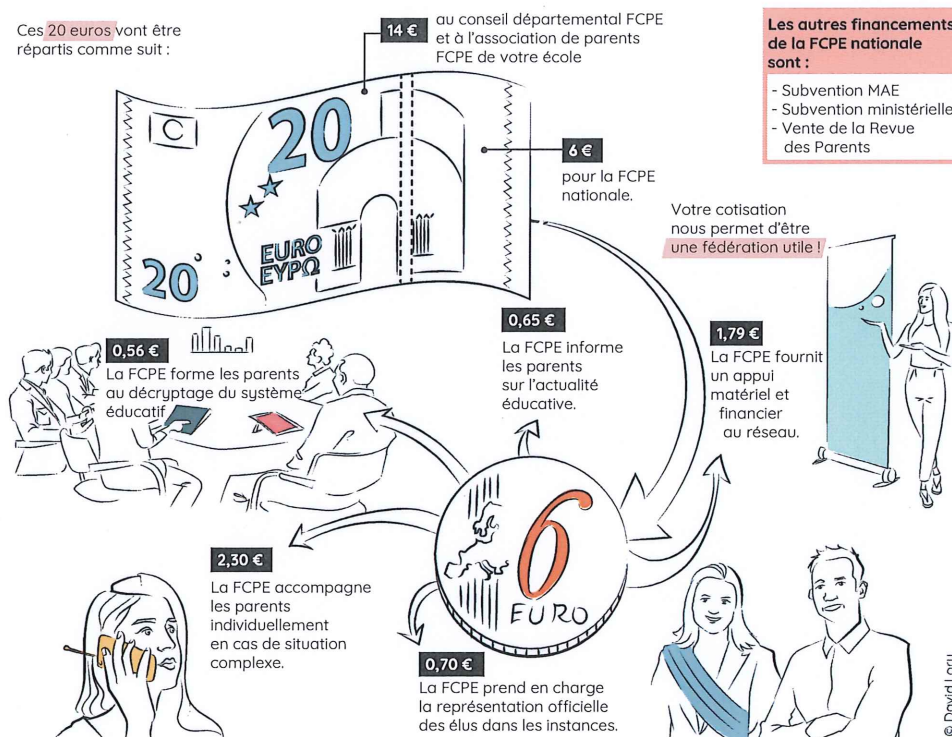 Ces 20 euros vont être
répartis comme suit :
14 €
au conseil départemental FCPE
et à l'association de parents
FCPE de votre école
Les autres financements
de la FCPE nationale
sont :
- Subvention MAE
- Subvention ministérielle
- Vente de la Revue
des Parents
20
6 €
pour la FCPE
nationale.
EURO
EYPΩ
20
Votre cotisation
nous permet d'être
une fédération utile !
0,56 €
La FCPE forme les parents
au décryptage du système
éducatif
0,65 €
La FCPE informe
les parents
sur l'actualité
éducative.
1,79 €
La FCPE fournit
un appui
matériel et
financier
au réseau.
6
EURO
2,30 €
La FCPE accompagne
les parents
individuellement
en cas de situation
complexe.
0,70 €
La FCPE prend en charge
la représentation officielle
des élus dans les instances.
© David Lory